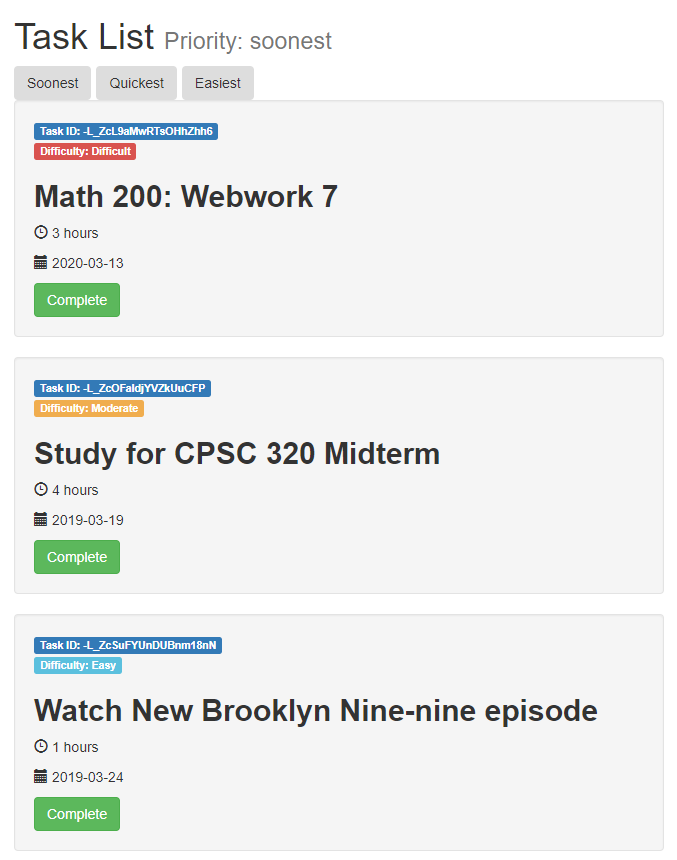 Task List Priority: soonest
Soonest Quickest Easiest
Task ID: -L_ZcL9aMwRTsOHhZhh6
Difficulty: Difficult
Math 200: Webwork 7
3 hours
2020-03-13
Complete
Task ID: -L_ZcOFaldjYVZkUuCFP
Difficulty: Moderate
Study for CPSC 320 Midterm
4 hours
2019-03-19
Complete
Task ID: -L_ZcSuFYUnDUBnm18nN
Difficulty: Easy
Watch New Brooklyn Nine-nine episode
1 hours
2019-03-24
Complete